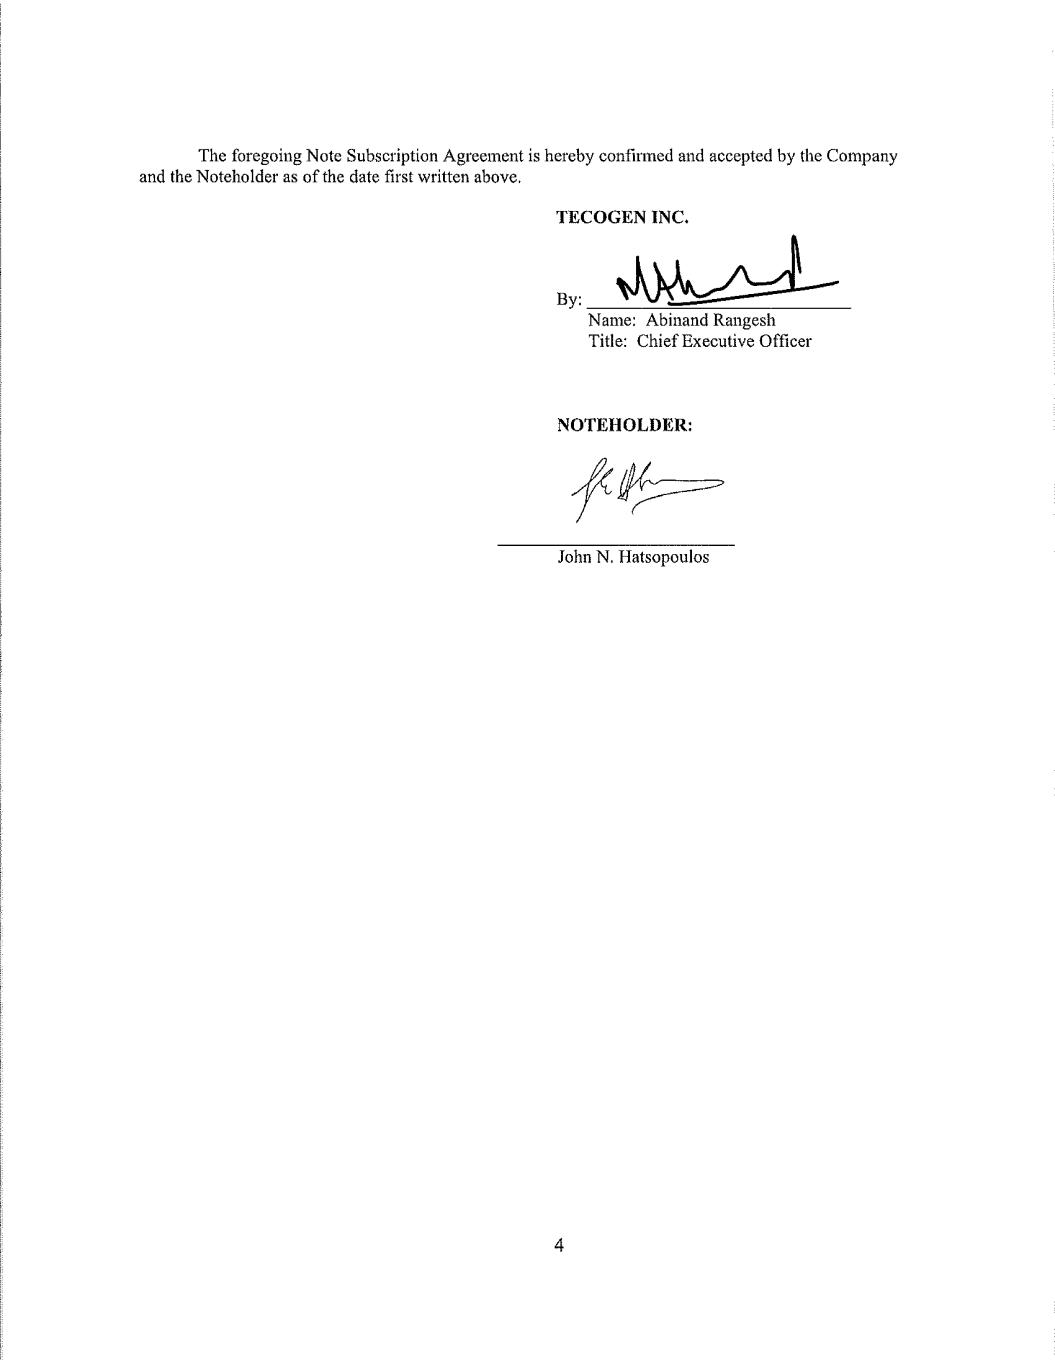 The foregoing Note Subscription Agreement is hereby confirmed and accepted by the Company
and the Noteholder as of the date first written above.
TECOGEN INC.
By:
Name: Abinand Rangesh
Title: Chief Executive Officer
NOTEHOLDER:
John N. Hatsopoulos
4